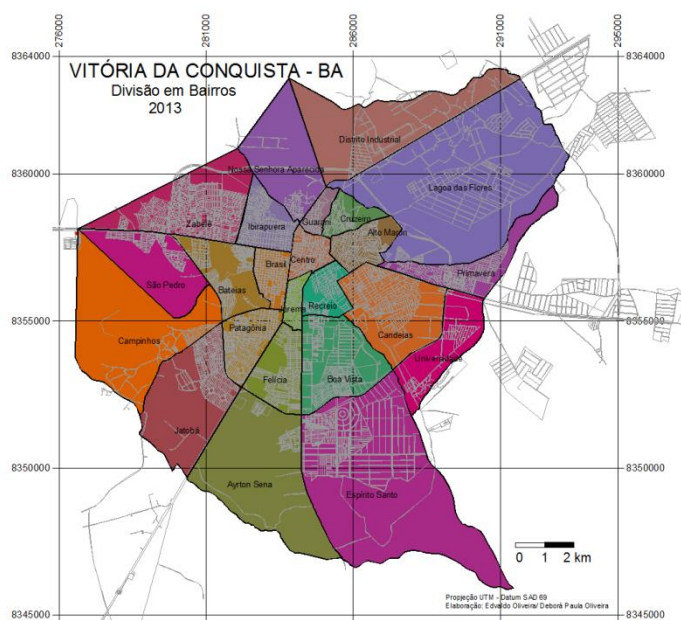 276000
281000
286000
291000
295000
8364000
8364000
VITÓRIA DA CONQUISTA - BA
Divisão em Bairros
2013
Distrito Industrial
8360000
8360000
Nossa Senhora Aparecida
Lagoa das Flores
Zabelê
Ibirapuera
Guarani
Cruzeiro
Alto Maron
Brasil
Centro
São Pedro
Bateias
Primavera
Jurema
Recreio
8355000
8355000
Campinhos
Patagônia
Candeias
Universidade
Felícia
Boa Vista
Jatobá
8350000
8350000
Ayrton Sena
Espírito Santo
0 1 2 km
8345000
8345000
Projeção UTM - Datum SAD 69
Elaboração: Edvaldo Oliveira/ Debora Paula Oliveira